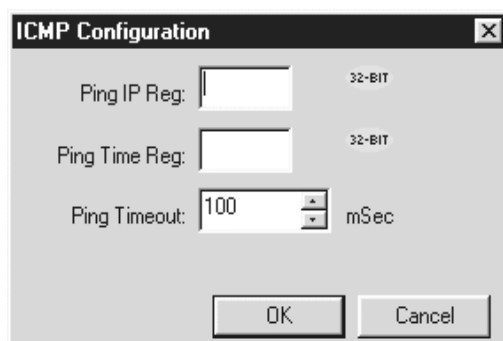 ICMP Configuration
Ping IP Reg: 32-BIT
Ping Time Reg: 32-BIT
Ping Timeout: 100 mSec
OK Cancel